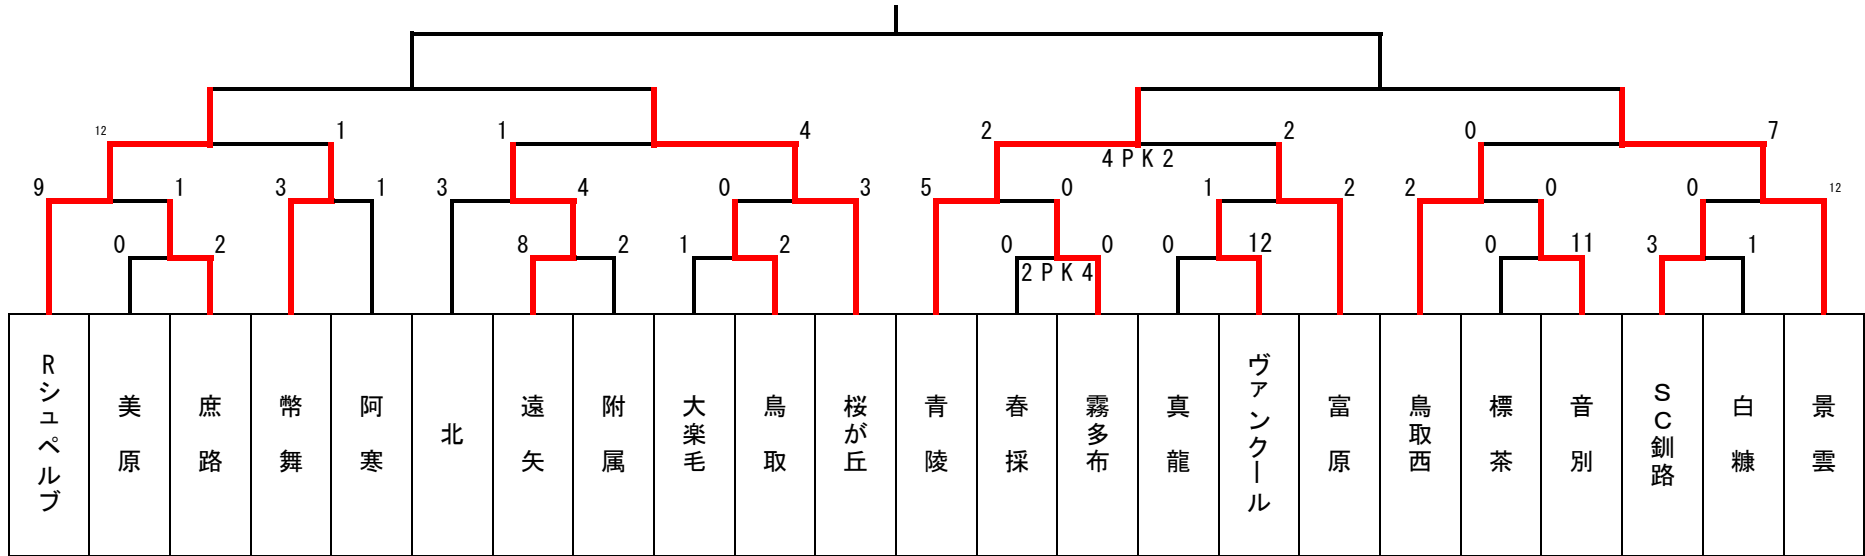 12 1 1 4 2 2 0 7
4 P K 2
9 1 3 1 3 4 0 3 5 0 1 2 2 0 0 12
0 2 8 2 1 2 0 0 0 12 0 11 3 1
2 P K 4
Rシュペルブ
美原
庶路
幣舞
阿寒
北
遠矢
附属
大楽毛
鳥取
桜が丘
青陵
春採
霧多布
真龍
ヴァンクール
富原
鳥取西
標茶
音別
SC釧路
白糠
景雲